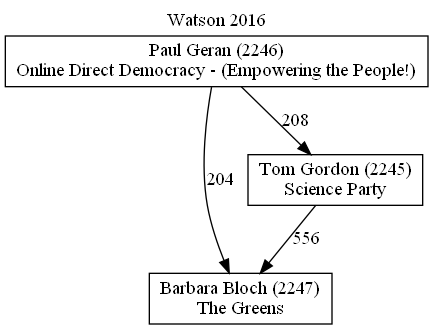 Watson 2016
Paul Geran (2246)
Online Direct Democracy - (Empowering the People!)
208
Tom Gordon (2245)
Science Party
204
556
Barbara Bloch (2247)
The Greens